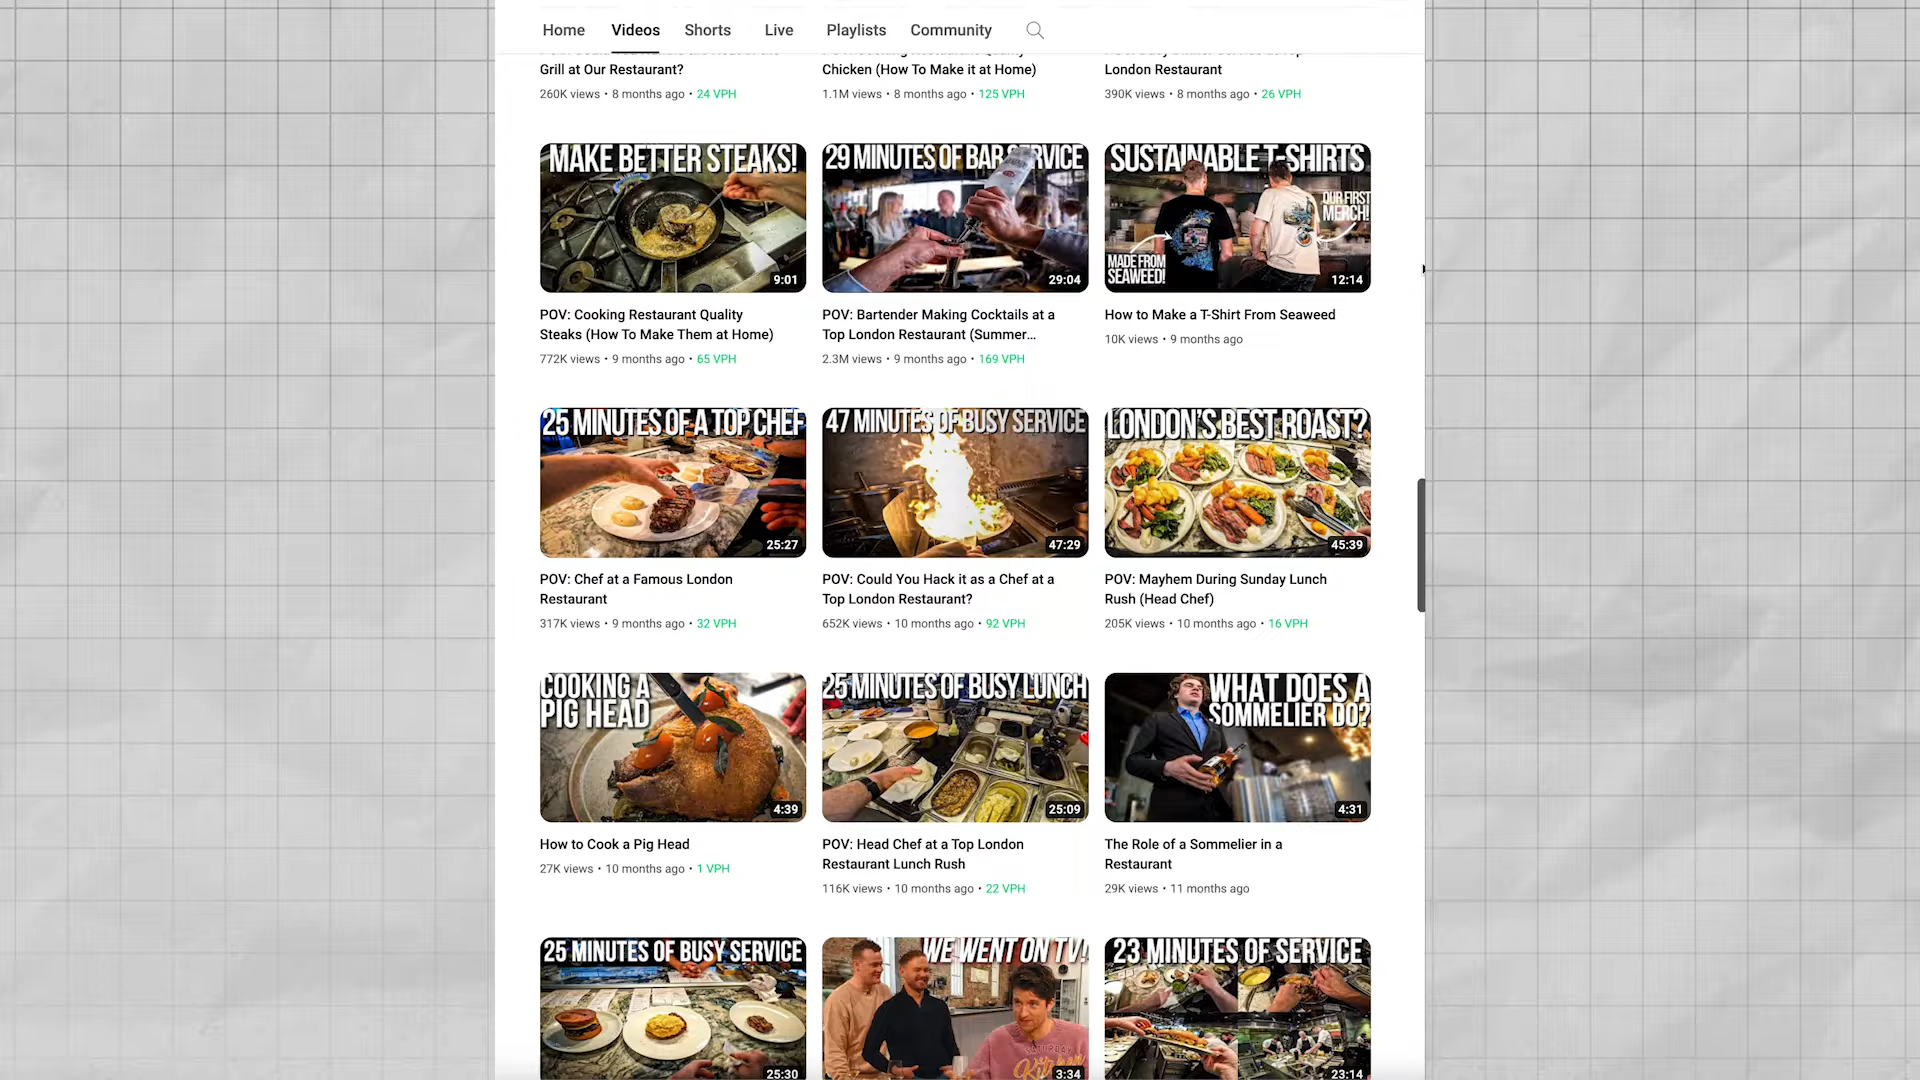 Home Videos Shorts Live Playlists Community
Grill at Our Restaurant?
260K views • 8 months ago • 24 VPH
Chicken (How To Make it at Home)
1.1M views • 8 months ago • 125 VPH
London Restaurant
390K views • 8 months ago • 26 VPH
MAKE BETTER STEAKS!
9:01
POV: Cooking Restaurant Quality
Steaks (How To Make Them at Home)
772K views • 9 months ago • 65 VPH
29 MINUTES OF BAR SERVICE
29:04
POV: Bartender Making Cocktails at a
Top London Restaurant (Summer...
2.3M views • 9 months ago • 169 VPH
SUSTAINABLE T-SHIRTS
OUR FIRST
MERCH!
MADE FROM
SEAWEED!
12:14
How to Make a T-Shirt From Seaweed
10K views • 9 months ago
25 MINUTES OF A TOP CHEF
25:27
POV: Chef at a Famous London
Restaurant
317K views • 9 months ago • 32 VPH
47 MINUTES OF BUSY SERVICE
47:29
POV: Could You Hack it as a Chef at a
Top London Restaurant?
652K views • 10 months ago • 92 VPH
LONDON'S BEST ROAST?
45:39
POV: Mayhem During Sunday Lunch
Rush (Head Chef)
205K views • 10 months ago • 16 VPH
COOKING A
PIG HEAD
4:39
How to Cook a Pig Head
27K views • 10 months ago • 1 VPH
25 MINUTES OF BUSY LUNCH
25:09
POV: Head Chef at a Top London
Restaurant Lunch Rush
116K views • 10 months ago • 22 VPH
WHAT DOES A
SOMMELIER DO?
4:31
The Role of a Sommelier in a
Restaurant
29K views • 11 months ago
25 MINUTES OF BUSY SERVICE
25:30
WE WENT ON TV!
SATURDAY
Kitchen
3:34
23 MINUTES OF SERVICE
23:14